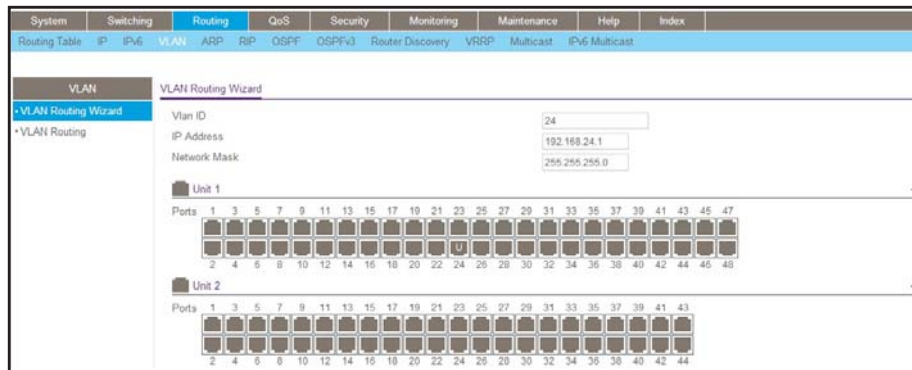 System Switching Routing QoS Security Monitoring Maintenance Help Index
Routing Table IP IPv6 VLAN ARP RIP OSPF OSPFv3 Router Discovery VRRP Multicast IPv6 Multicast
VLAN
• VLAN Routing Wizard
• VLAN Routing
VLAN Routing Wizard
Vlan ID 24
IP Address 192.168.24.1
Network Mask 255.255.255.0
Unit 1
Ports 1 3 5 7 9 11 13 15 17 19 21 23 25 27 29 31 33 35 37 39 41 43 45 47
U
2 4 6 8 10 12 14 16 18 20 22 24 26 28 30 32 34 36 38 40 42 44 46 48
Unit 2
Ports 1 3 5 7 9 11 13 15 17 19 21 23 25 27 29 31 33 35 37 39 41 43
2 4 6 8 10 12 14 16 18 20 22 24 26 28 30 32 34 36 38 40 42 44